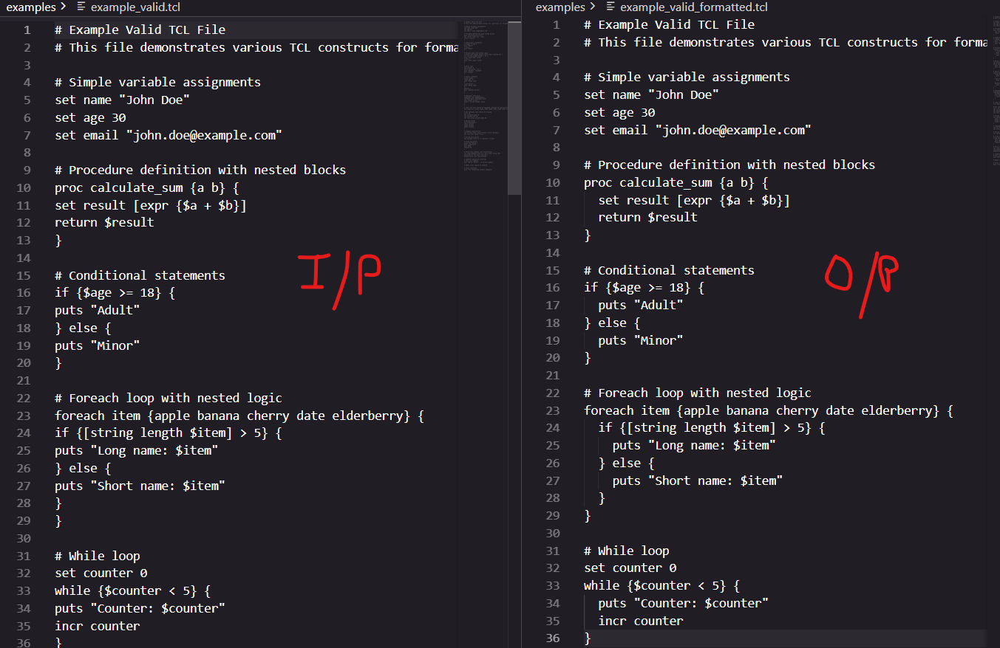 examples > example_valid.tcl
1 # Example Valid TCL File
2 # This file demonstrates various TCL constructs for forma
3
4 # Simple variable assignments
5 set name "John Doe"
6 set age 30
7 set email "john.doe@example.com"
8
9 # Procedure definition with nested blocks
10 proc calculate_sum {a b} {
11 set result [expr {$a + $b}]
12 return $result
13 }
14
15 # Conditional statements
16 if {$age >= 18} {
17 puts "Adult"
18 } else {
19 puts "Minor"
20 }
21
22 # Foreach loop with nested logic
23 foreach item {apple banana cherry date elderberry} {
24 if {[string length $item] > 5} {
25 puts "Long name: $item"
26 } else {
27 puts "Short name: $item"
28 }
29 }
30
31 # While loop
32 set counter 0
33 while {$counter < 5} {
34 puts "Counter: $counter"
35 incr counter
36 }
I/P
examples > example_valid_formatted.tcl
1 # Example Valid TCL File
2 # This file demonstrates various TCL constructs for forma
3
4 # Simple variable assignments
5 set name "John Doe"
6 set age 30
7 set email "john.doe@example.com"
8
9 # Procedure definition with nested blocks
10 proc calculate_sum {a b} {
11   set result [expr {$a + $b}]
12   return $result
13 }
14
15 # Conditional statements
16 if {$age >= 18} {
17   puts "Adult"
18 } else {
19   puts "Minor"
20 }
21
22 # Foreach loop with nested logic
23 foreach item {apple banana cherry date elderberry} {
24   if {[string length $item] > 5} {
25     puts "Long name: $item"
26   } else {
27     puts "Short name: $item"
28   }
29 }
30
31 # While loop
32 set counter 0
33 while {$counter < 5} {
34   puts "Counter: $counter"
35   incr counter
36 }
O/P